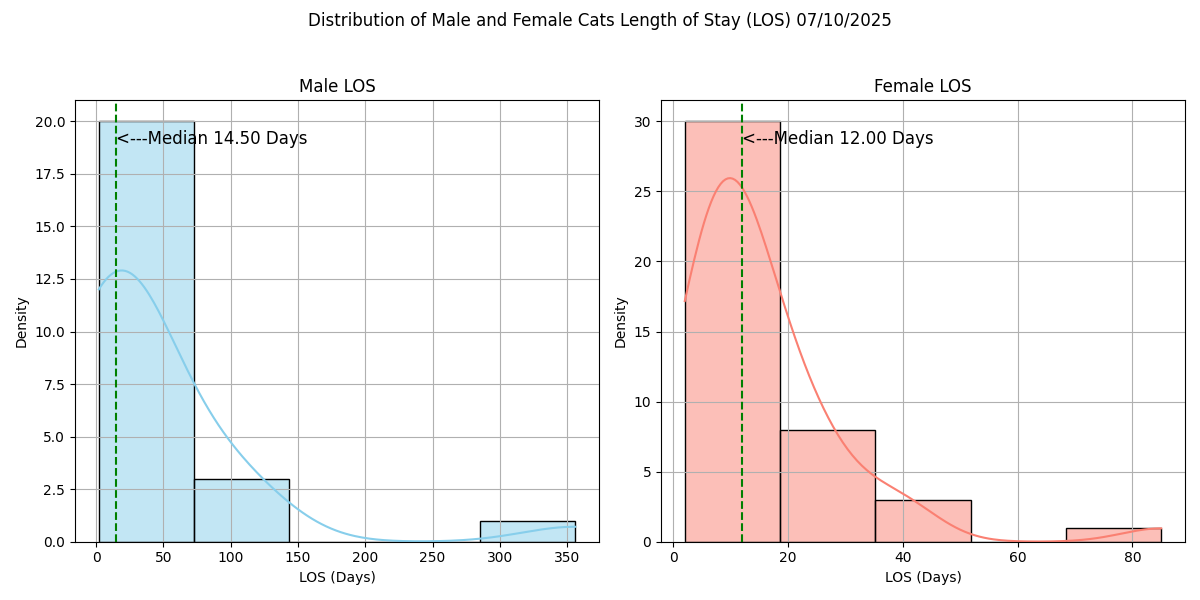 Distribution of Male and Female Cats Length of Stay (LOS) 07/10/2025
Male LOS
20.0
17.5
15.0
12.5
10.0
7.5
5.0
2.5
0.0
Density
<---Median 14.50 Days
0 50 100 150 200 250 300 350
LOS (Days)
Female LOS
30
25
20
15
10
5
0
Density
<---Median 12.00 Days
0 20 40 60 80
LOS (Days)